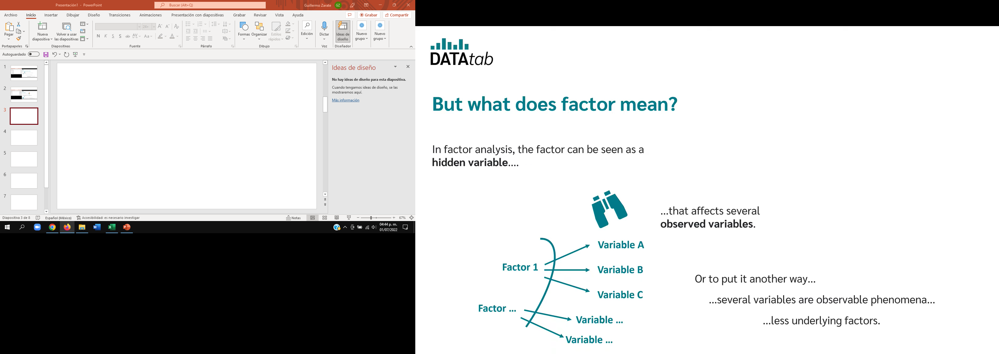 Presentación1 - PowerPoint
Buscar (Alt+Q)
Guillermo Zarate
GZ
Archivo Inicio Insertar Dibujar Diseño Transiciones Animaciones Presentación con diapositivas Grabar Revisar Vista Ayuda
Grabar Compartir
Pegar
Nueva diapositiva
Volver a usar las diapositivas
24+
N K S S ab AV Aa A
Formas Organizar Estilos rápidos
Edición
Dictar
Ideas de diseño
Nuevo grupo
Nuevo grupo
Portapapeles Diapositivas Fuente Párrafo Dibujo Voz Diseñador
Autoguardado
1
2
3
4
5
6
7
Ideas de diseño
No hay ideas de diseño para esta diapositiva.
Cuando tengamos ideas de diseño, se las
mostraremos aquí.
Más información
Diapositiva 3 de 8 Español (México) Accesibilidad: es necesario investigar Notas 67%
04:44 p. m.
01/07/2022
DATAtab
But what does factor mean?
In factor analysis, the factor can be seen as a
hidden variable....
...that affects several
observed variables.
Factor 1
Variable A
Variable B
Variable C
Factor ...
Variable ...
Variable ...
Or to put it another way...
...several variables are observable phenomena...
...less underlying factors.